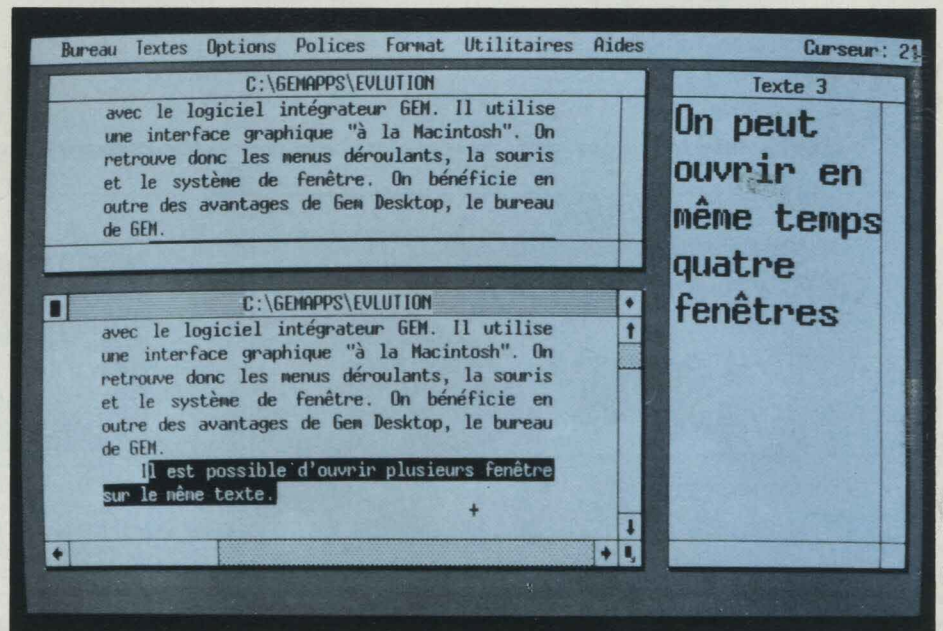 Bureau Textes Options Polices Format Utilitaires Aides Curseur: 21
C:\GEMAPPS\EVLUTION
avec le logiciel intégrateur GEM. Il utilise
une interface graphique "à la Macintosh". On
retrouve donc les menus déroulants, la souris
et le système de fenêtre. On bénéficie en
outre des avantages de Gem Desktop, le bureau
de GEM.
C:\GEMAPPS\EVLUTION
avec le logiciel intégrateur GEM. Il utilise
une interface graphique "à la Macintosh". On
retrouve donc les menus déroulants, la souris
et le système de fenêtre. On bénéficie en
outre des avantages de Gem Desktop, le bureau
de GEM.
Il est possible d'ouvrir plusieurs fenêtre
sur le même texte.
Texte 3
On peut
ouvrir en
même temps
quatre
fenêtres